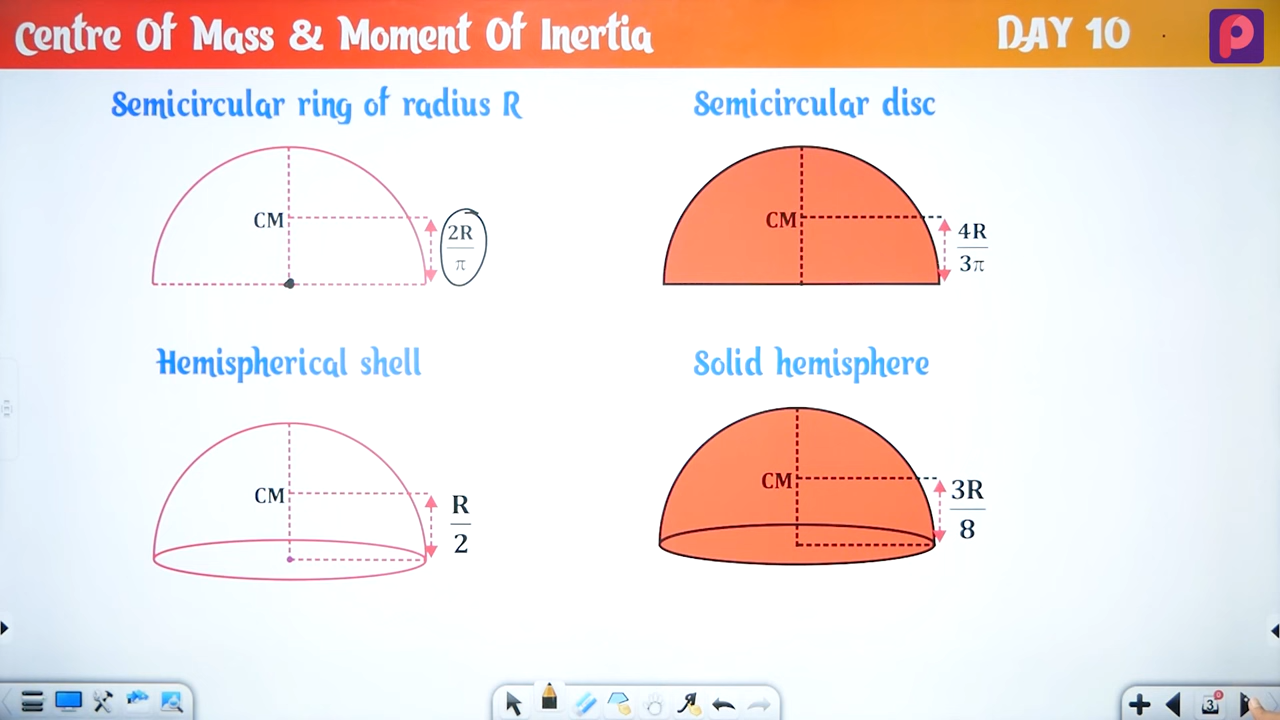 Centre Of Mass & Moment Of Inertia
DAY 10
Semicircular ring of radius R
CM
2R
π
Semicircular disc
CM
4R
3π
Hemispherical shell
CM
R
2
Solid hemisphere
CM
3R
8
3